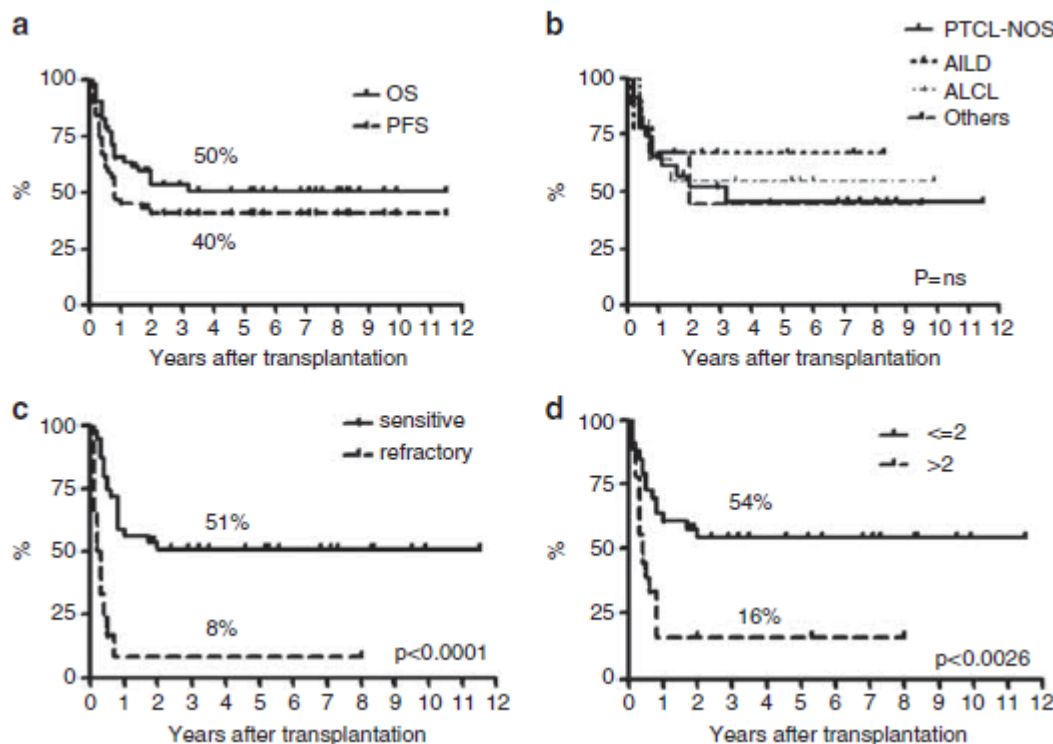 a
100
75
50
25
0
%
OS
PFS
50%
40%
0 1 2 3 4 5 6 7 8 9 10 11 12
Years after transplantation
b
100
75
50
25
0
%
PTCL-NOS
AILD
ALCL
Others
P=ns
0 1 2 3 4 5 6 7 8 9 10 11 12
Years after transplantation
c
100
75
50
25
0
%
sensitive
refractory
51%
8%
p<0.0001
0 1 2 3 4 5 6 7 8 9 10 11 12
Years after transplantation
d
100
75
50
25
0
%
<=2
>2
54%
16%
p<0.0026
0 1 2 3 4 5 6 7 8 9 10 11 12
Years after transplantation